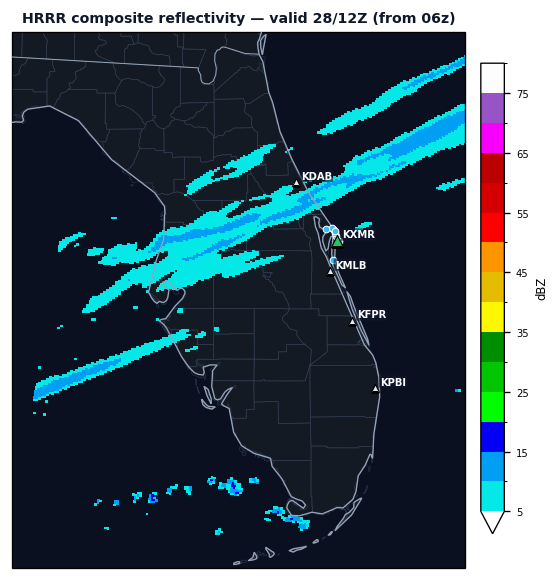 HRRR composite reflectivity — valid 28/12Z (from 06z)
KDAB
KXMR
KMLB
KFPR
KPBI
75
65
55
45
35
25
15
5
dBZ